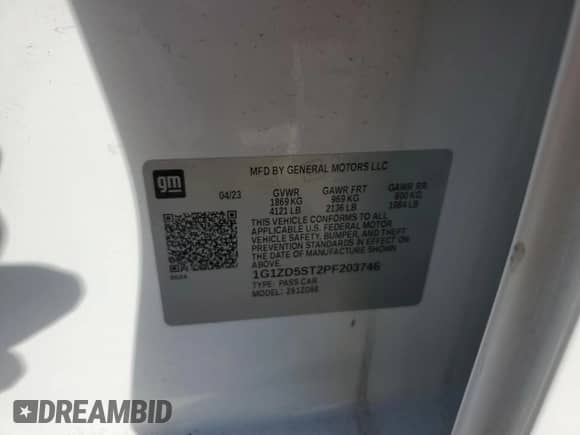 gm
MFD BY GENERAL MOTORS LLC
04/23 GVWR GAWR FRT GAWR RR
1869 KG 969 KG 900 KG
4121 LB 2136 LB 1984 LB
THIS VEHICLE CONFORMS TO ALL
APPLICABLE U.S. FEDERAL MOTOR
VEHICLE SAFETY, BUMPER, AND THEFT
PREVENTION STANDARDS IN EFFECT ON
THE DATE OF MANUFACTURE SHOWN
ABOVE.
1G1ZD5ST2PF203746
TYPE: PASS CAR
MODEL:
DREAMBID